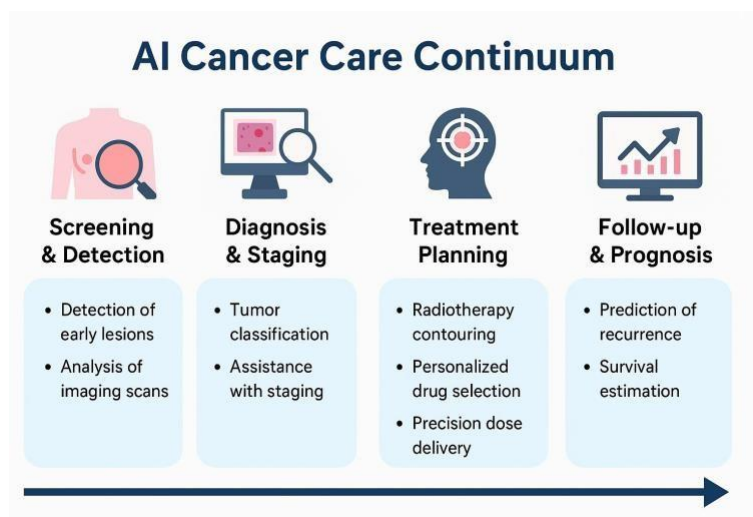 AI Cancer Care Continuum
Screening
& Detection
• Detection of
early lesions
• Analysis of
imaging scans
Diagnosis
& Staging
• Tumor
classification
• Assistance
with staging
Treatment
Planning
• Radiotherapy
contouring
• Personalized
drug selection
• Precision dose
delivery
Follow-up
& Prognosis
• Prediction of
recurrence
• Survival
estimation